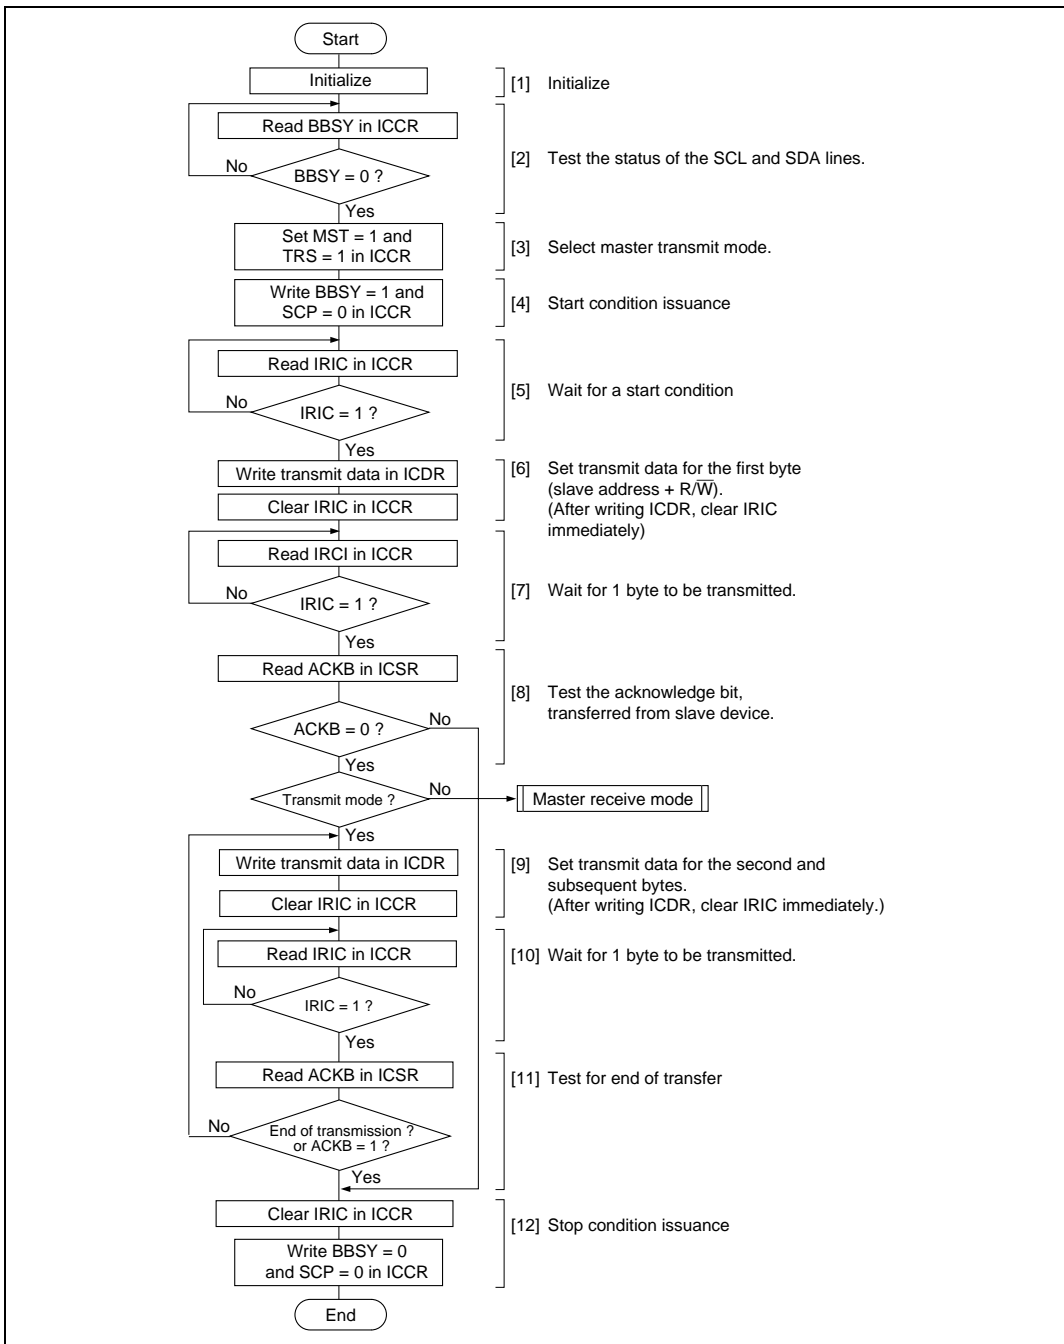 Start
Initialize
[1] Initialize
Read BBSY in ICCR
[2] Test the status of the SCL and SDA lines.
No
BBSY = 0 ?
Yes
Set MST = 1 and
TRS = 1 in ICCR
[3] Select master transmit mode.
Write BBSY = 1 and
SCP = 0 in ICCR
[4] Start condition issuance
Read IRIC in ICCR
[5] Wait for a start condition
No
IRIC = 1 ?
Yes
Write transmit data in ICDR
Clear IRIC in ICCR
[6] Set transmit data for the first byte
(slave address + R/W̅).
(After writing ICDR, clear IRIC
immediately)
Read IRCI in ICCR
[7] Wait for 1 byte to be transmitted.
No
IRIC = 1 ?
Yes
Read ACKB in ICSR
[8] Test the acknowledge bit,
transferred from slave device.
ACKB = 0 ?
No
Yes
Transmit mode ?
No
Master receive mode
Yes
Write transmit data in ICDR
Clear IRIC in ICCR
[9] Set transmit data for the second and
subsequent bytes.
(After writing ICDR, clear IRIC immediately.)
Read IRIC in ICCR
[10] Wait for 1 byte to be transmitted.
No
IRIC = 1 ?
Yes
Read ACKB in ICSR
[11] Test for end of transfer
No
End of transmission ?
or ACKB = 1 ?
Yes
Clear IRIC in ICCR
[12] Stop condition issuance
Write BBSY = 0
and SCP = 0 in ICCR
End